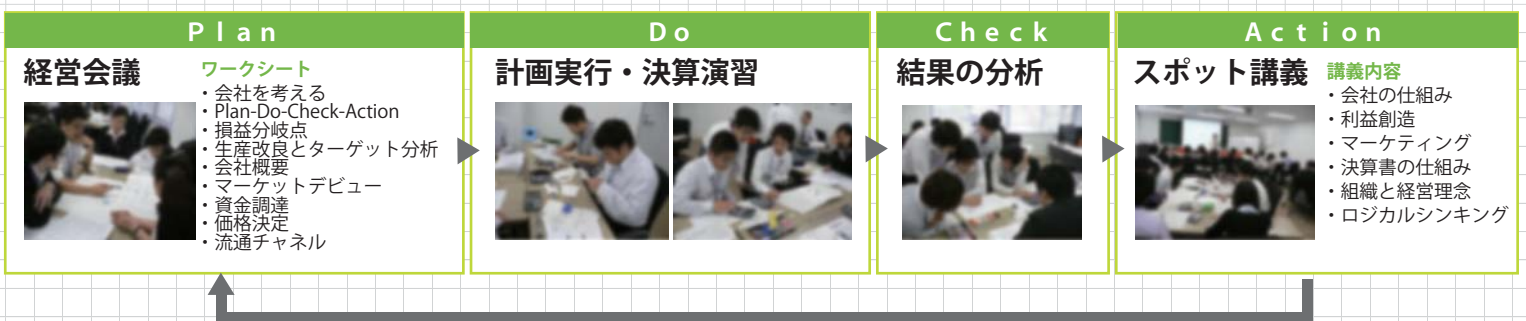 Plan
経営会議
ワークシート
・会社を考える
・Plan-Do-Check-Action
・損益分岐点
・生産改良とターゲット分析
・会社概要
・マーケットデビュー
・資金調達
・価格決定
・流通チャネル
Do
計画実行・決算演習
Check
結果の分析
Action
スポット講義
講義内容
・会社の仕組み
・利益創造
・マーケティング
・決算書の仕組み
・組織と経営理念
・ロジカルシンキング